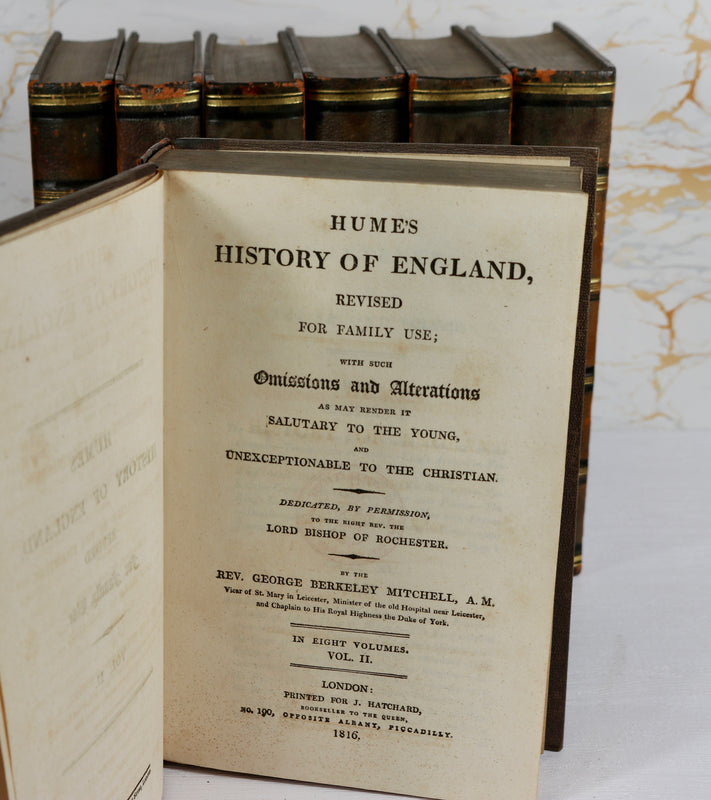 HUME'S
HISTORY OF ENGLAND,
REVISED
FOR FAMILY USE;
WITH SUCH
Omissions and Alterations
AS MAY RENDER IT
SALUTARY TO THE YOUNG,
AND
UNEXCEPTIONABLE TO THE CHRISTIAN.
DEDICATED, BY PERMISSION,
TO THE RIGHT REV. THE
LORD BISHOP OF ROCHESTER.
BY THE
REV. GEORGE BERKELEY MITCHELL, A. M.
Vicar of St. Mary in Leicester, Minister of the old Hospital near Leicester,
and Chaplain to His Royal Highness the Duke of York.
IN EIGHT VOLUMES.
VOL. II.
LONDON:
PRINTED FOR J. HATCHARD,
BOOKSELLER TO THE QUEEN,
NO. 190, OPPOSITE ALBANY, PICCADILLY.
1816.